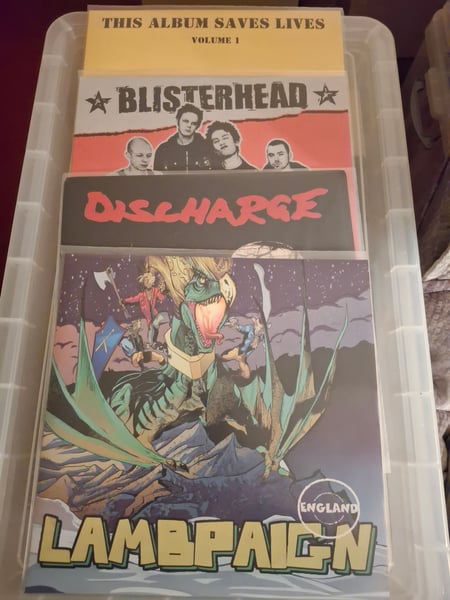 THIS ALBUM SAVES LIVES
VOLUME 1
BLISTERHEAD
DISCHARGE
ENGLAND
LAMBPAIGN